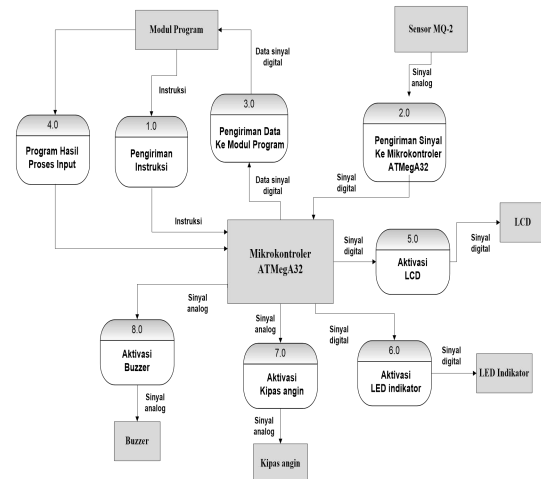 Modul Program
Sensor MQ-2
Data sinyal
digital
Sinyal
analog
Instruksi
4.0
Program Hasil
Proses Input
1.0
Pengiriman
Instruksi
3.0
Pengiriman Data
Ke Modul Program
2.0
Pengiriman Sinyal
Ke Mikrokontroler
ATMegA32
Data sinyal
digital
Sinyal
digital
Instruksi
Mikrokontroler
ATMegA32
Sinyal
digital
5.0
Aktivasi
LCD
Sinyal
digital
LCD
Sinyal
analog
Sinyal
analog
Sinyal
digital
8.0
Aktivasi
Buzzer
7.0
Aktivasi
Kipas angin
6.0
Aktivasi
LED indikator
Sinyal
digital
LED Indikator
Sinyal
analog
Sinyal
analog
Buzzer
Kipas angin